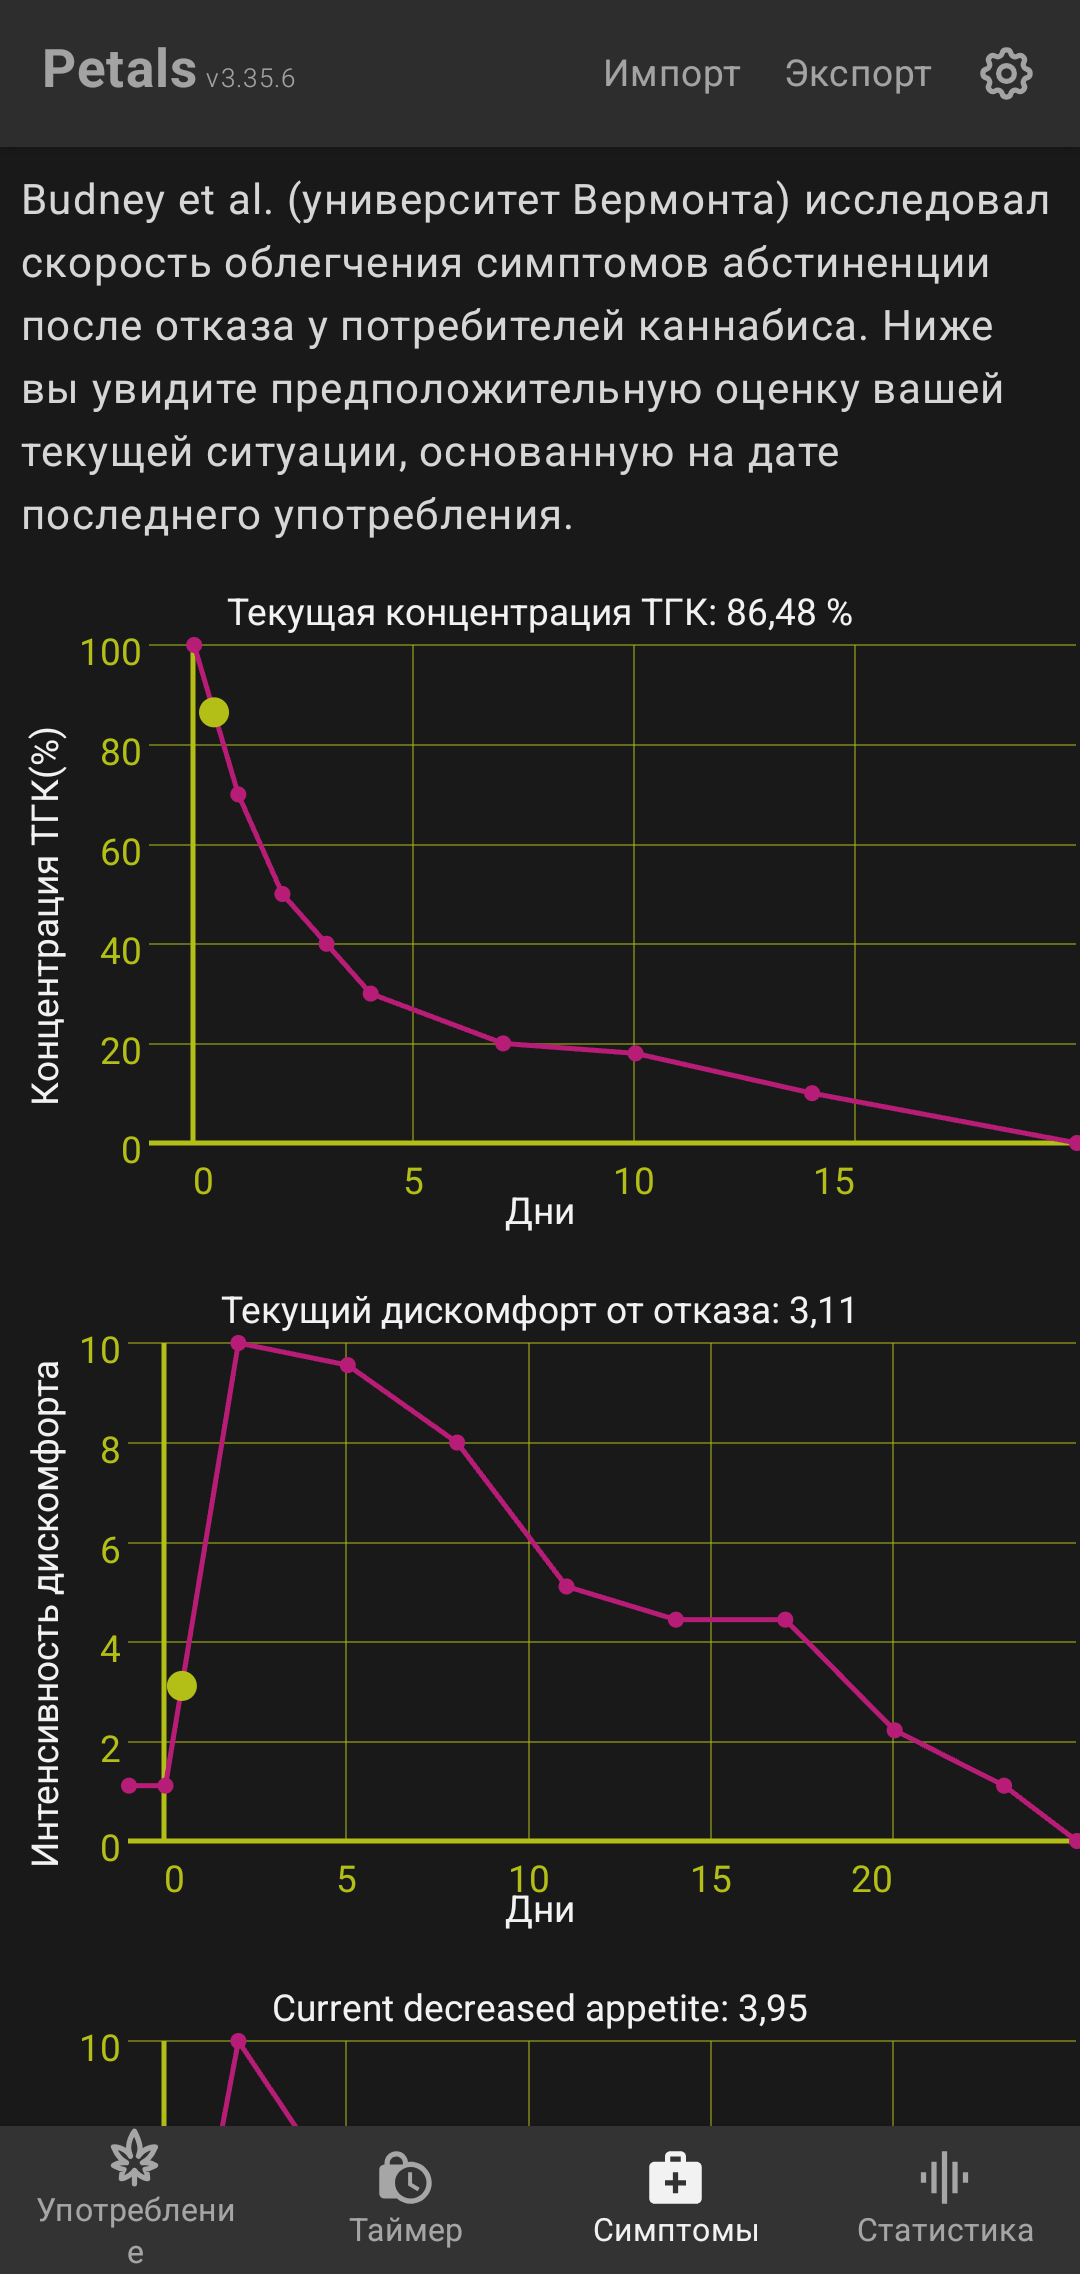 Petals v3.35.6 Импорт Экспорт
Budney et al. (университет Вермонта) исследовал
скорость облегчения симптомов абстиненции
после отказа у потребителей каннабиса. Ниже
вы увидите предположительную оценку вашей
текущей ситуации, основанную на дате
последнего употребления.
Текущая концентрация ТГК: 86,48 %
Концентрация ТГК(%)
100
80
60
40
20
0
0 5 10 15
Дни
Текущий дискомфорт от отказа: 3,11
Интенсивность дискомфорта
10
8
6
4
2
0
0 5 10 15 20
Дни
Current decreased appetite: 3,95
10
Употреблени
е
Таймер
Симптомы
Статистика